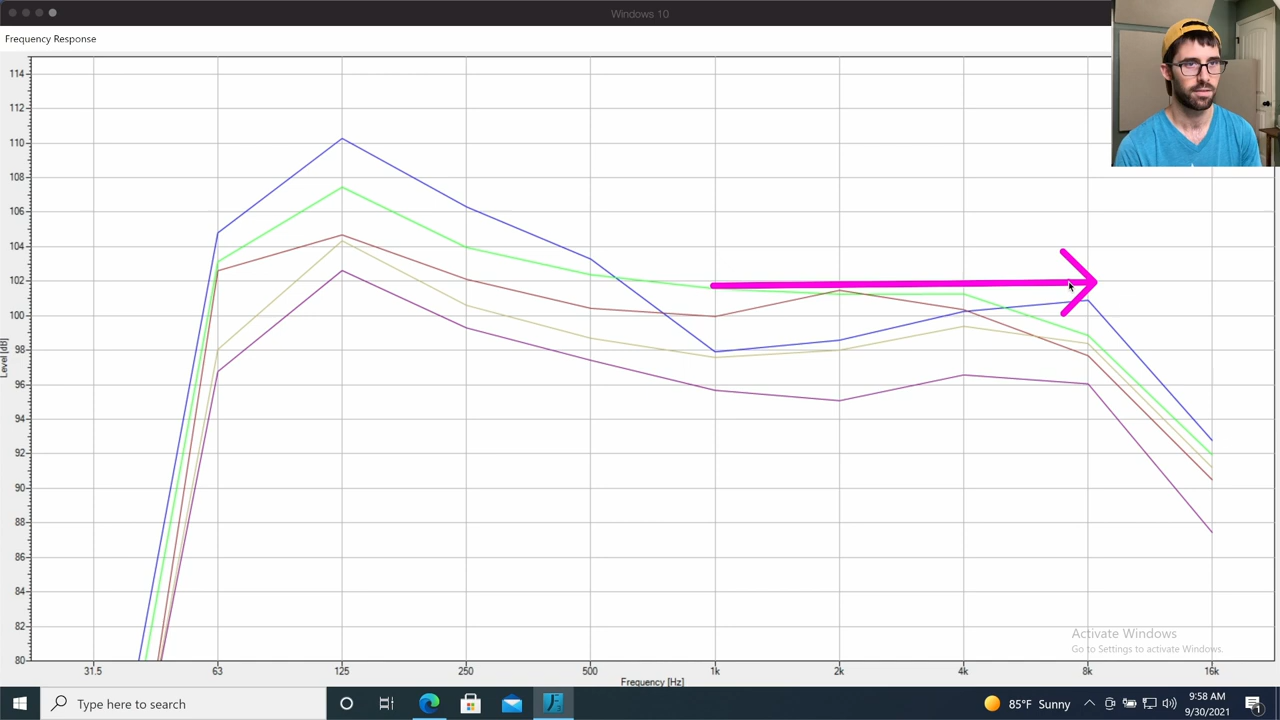 Windows 10
Frequency Response
114
112
110
108
106
104
102
100
98
96
94
92
90
88
86
84
82
80
Level [dB]
31.5 63 125 250 500 1k 2k 4k 8k 16k
Frequency [Hz]
Activate Windows
Go to Settings to activate Windows.
Type here to search
85°F Sunny
9:58 AM
9/30/2021
1